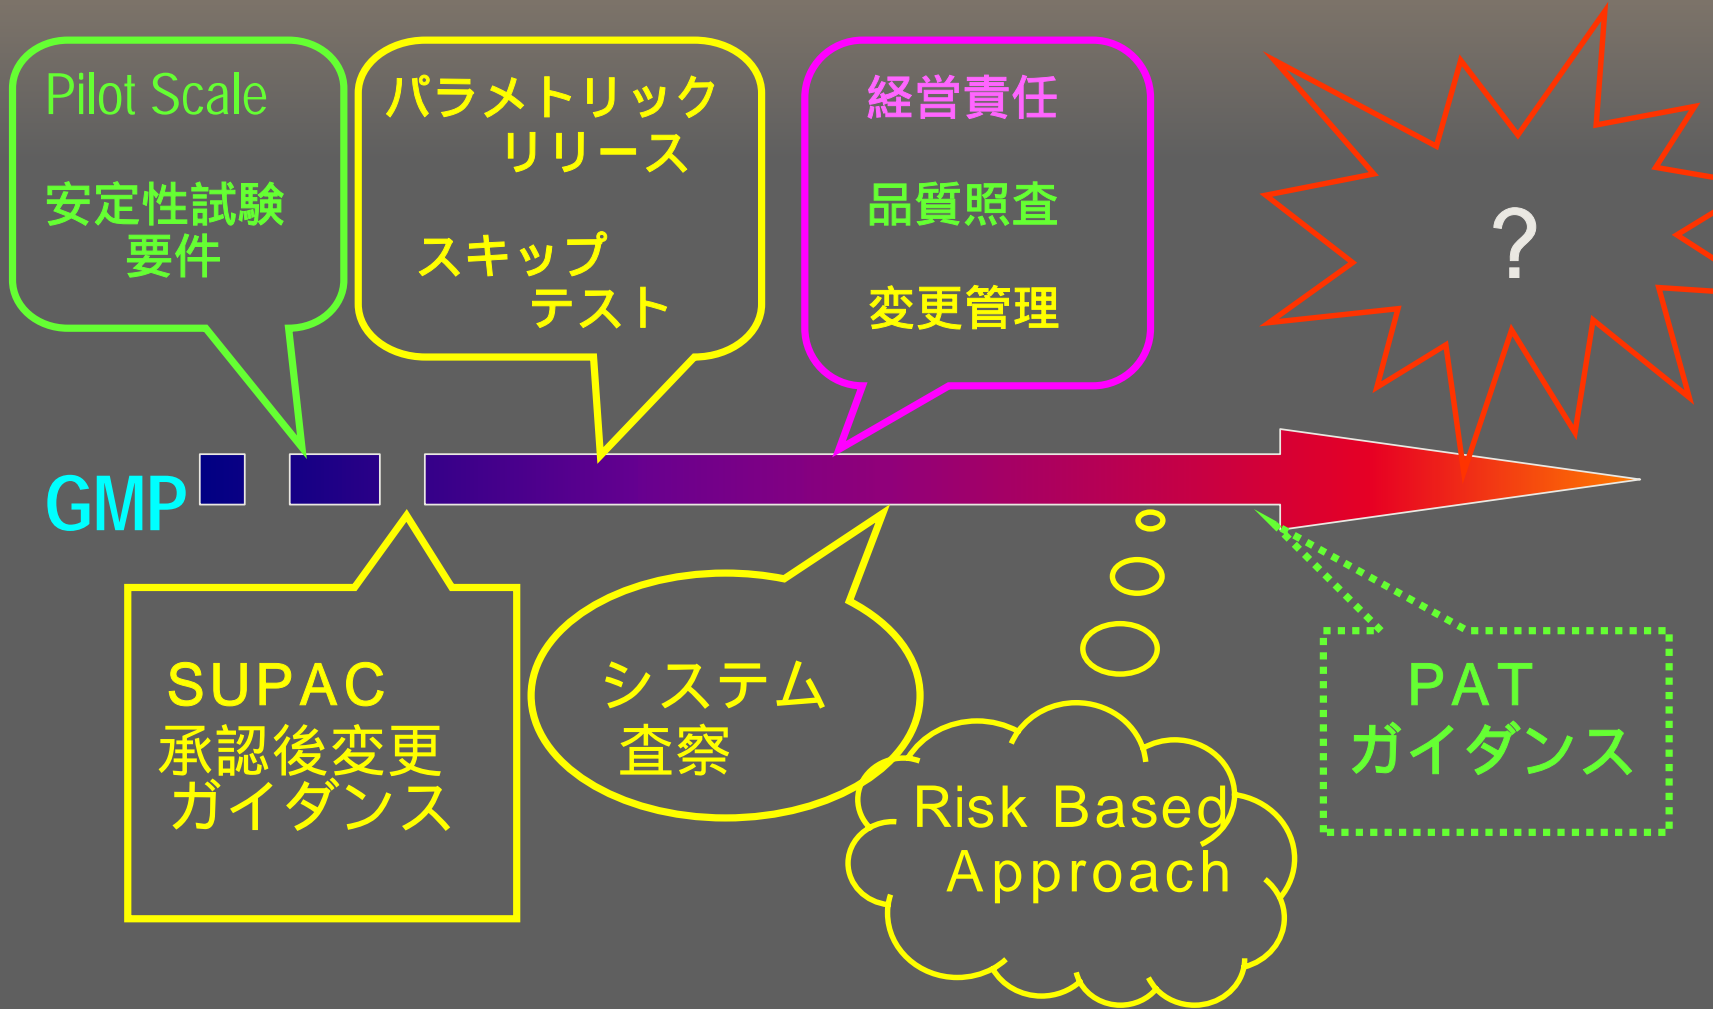 Pilot Scale
安定性試験
要件
パラメトリック
リリース
スキップ
テスト
経営責任
品質照査
変更管理
?
GMP
SUPAC
承認後変更
ガイダンス
システム
査察
Risk Based
Approach
PAT
ガイダンス